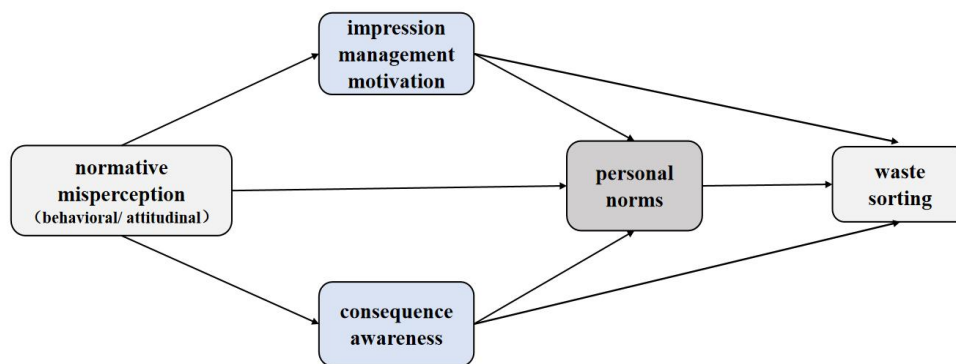 impression
management
motivation
normative
misperception
（behavioral/ attitudinal）
personal
norms
waste
sorting
consequence
awareness